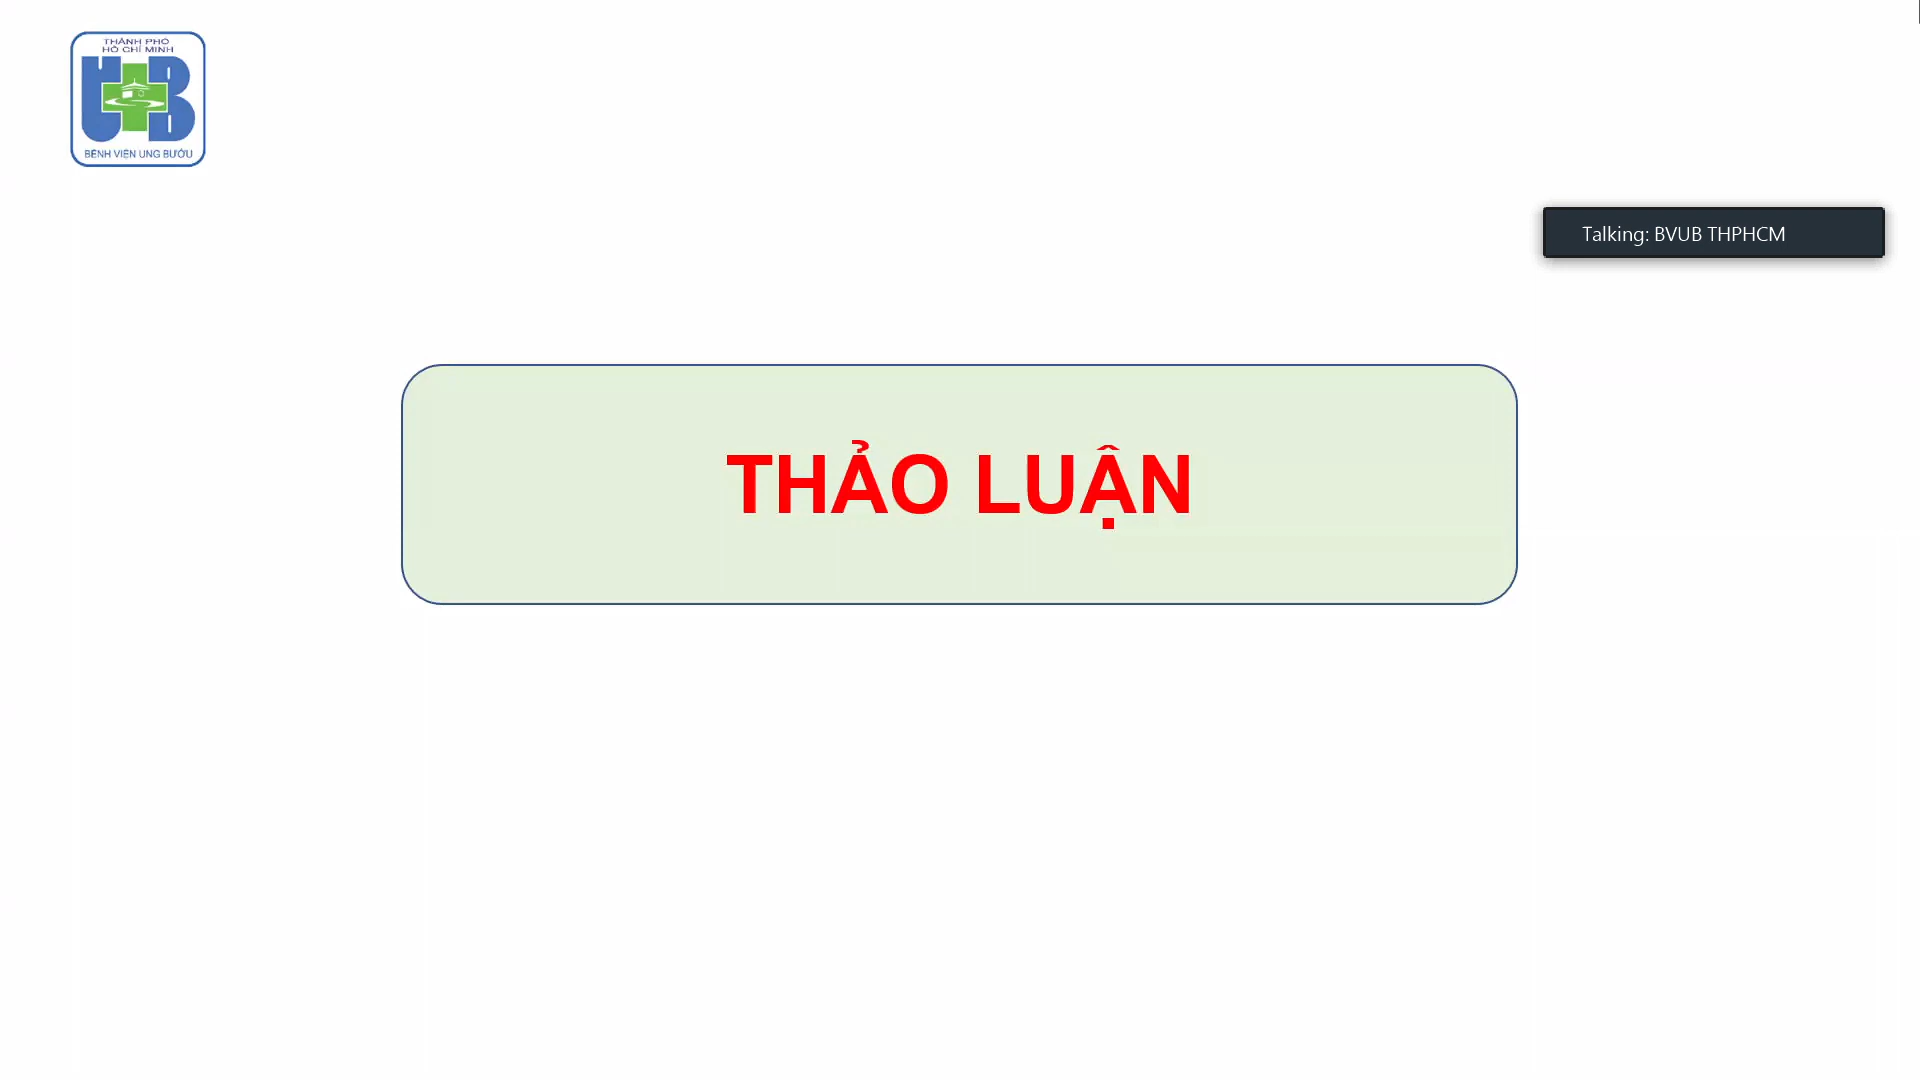 THÀNH PHỐ
HỒ CHÍ MINH
BỆNH VIỆN UNG BƯỚU
Talking: BVUB THPHCM
THẢO LUẬN